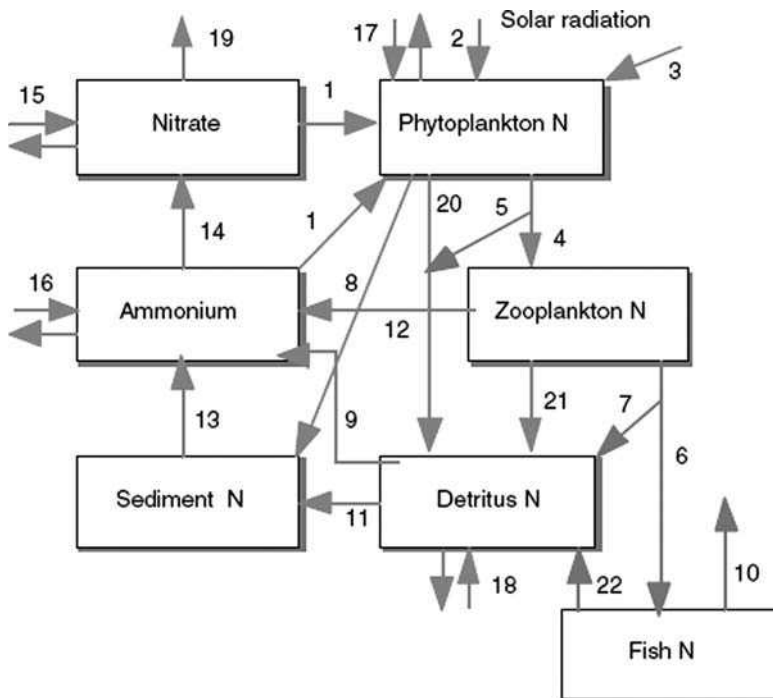 19
17
2
Solar radiation
3
15
1
Nitrate
Phytoplankton N
14
1
20
5
4
16
8
Ammonium
12
Zooplankton N
13
9
21
7
6
Sediment N
11
Detritus N
18
22
10
Fish N